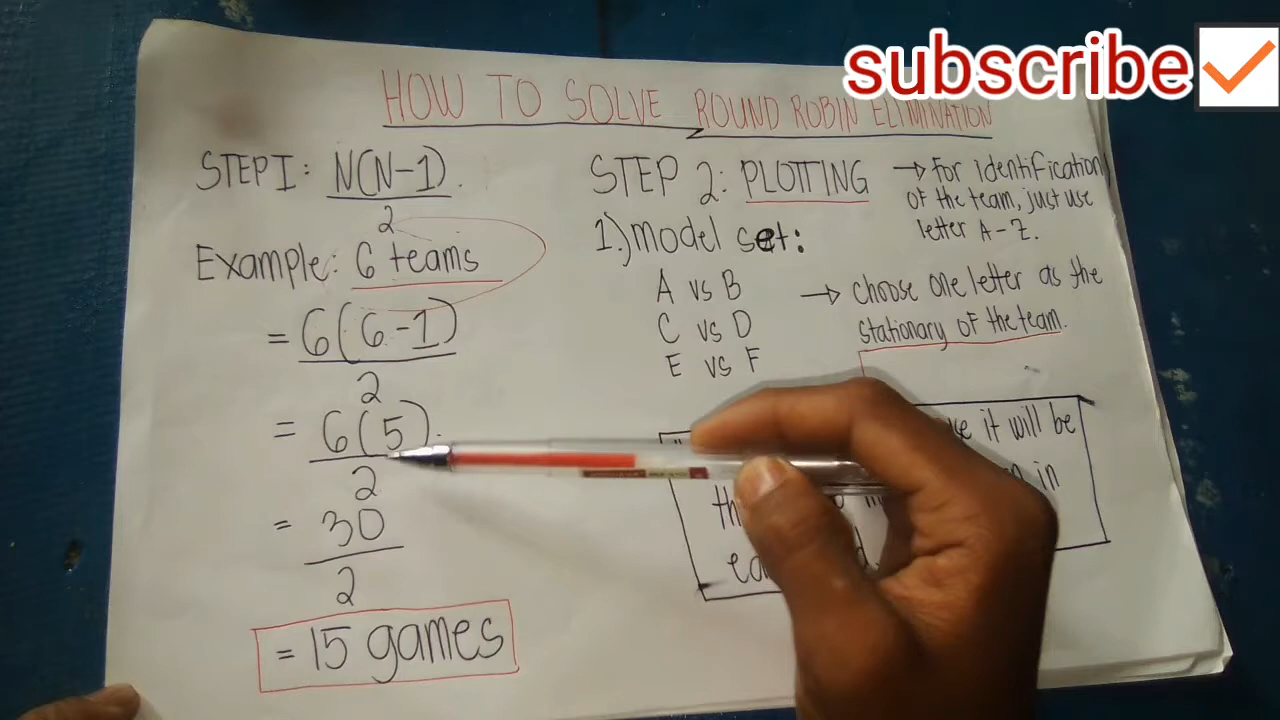 subscribe
HOW TO SOLVE ROUND ROBIN ELIMINATION
STEP I: N(N-1)
2
Example: 6 teams
= 6(6-1)
2
= 6(5)
2
= 30
2
= 15 games
STEP 2: PLOTTING
→ For identification
of the team, just use
letter A-Z.
1.) model set:
A vs B
C vs D
E vs F
→ choose one letter as the
stationary of the team.
it will be
in